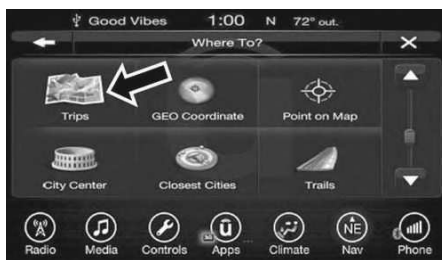 Good Vibes 1:00 N 72° out.
Where To?
Trips GEO Coordinate Point on Map
City Center Closest Cities Trails
NE
Radio Media Controls Apps Climate Nav Phone